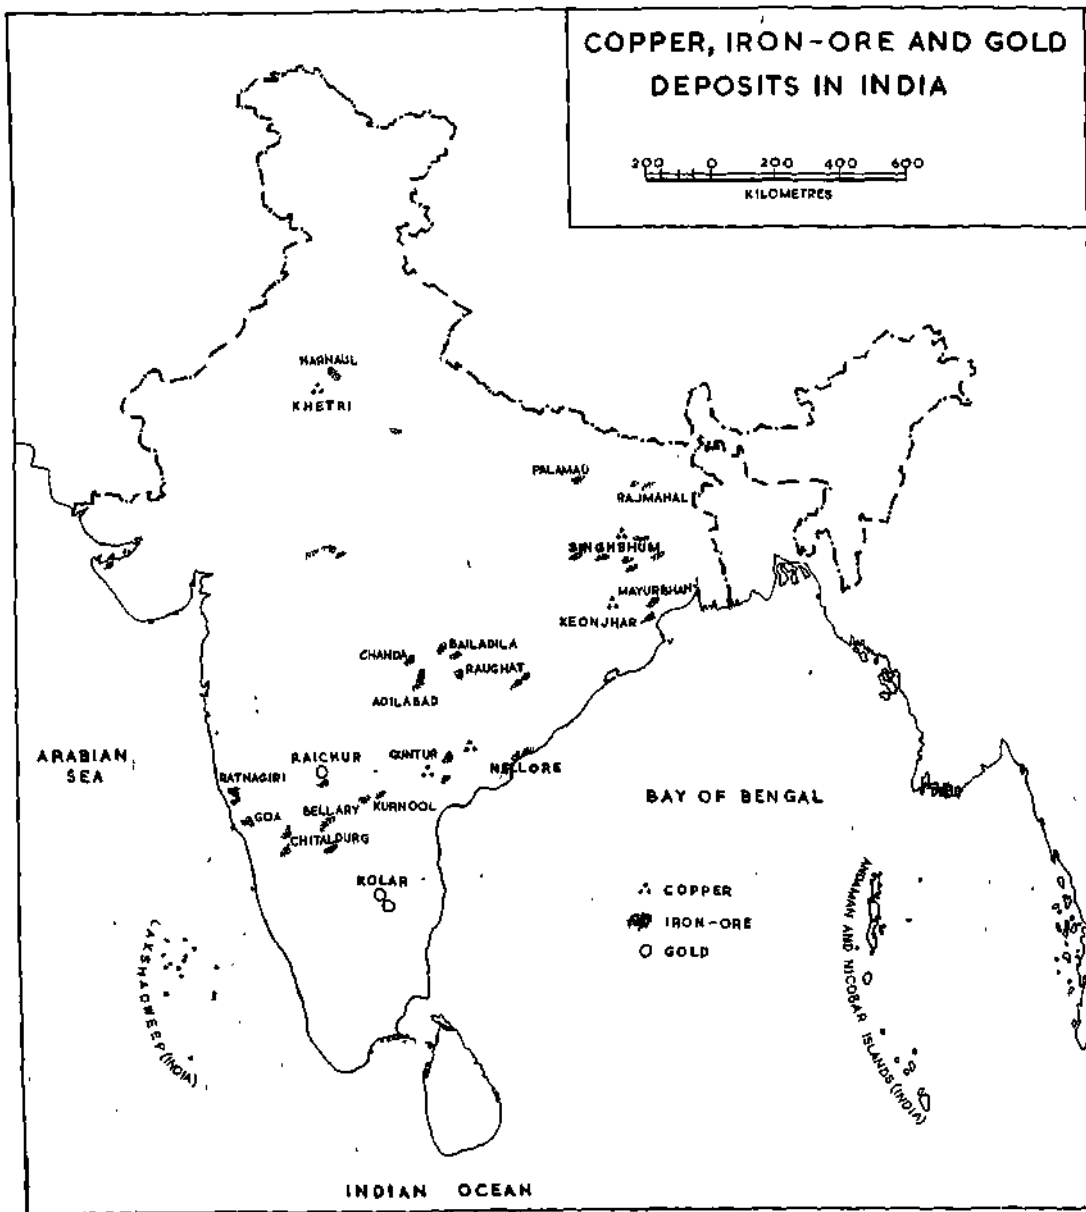 COPPER, IRON-ORE AND GOLD
DEPOSITS IN INDIA
200 0 200 400 600
KILOMETRES
NARNAUL
KHETRI
PALAMAU
RAJMAHAL
SINGHBHUM
MAYURBHANJ
KEONJHAR
BAILADILA
CHANDA
RAUGHAT
ADILABAD
ARABIAN
SEA
RAICHUR
GUNTUR
NELLORE
RATNAGIRI
BAY OF BENGAL
BELLARY
KURNOOL
GOA
CHITALDURG
KOLAR
COPPER
IRON-ORE
GOLD
LAKSHADWEEP (INDIA)
ANDAMAN AND NICOBAR ISLANDS (INDIA)
INDIAN OCEAN